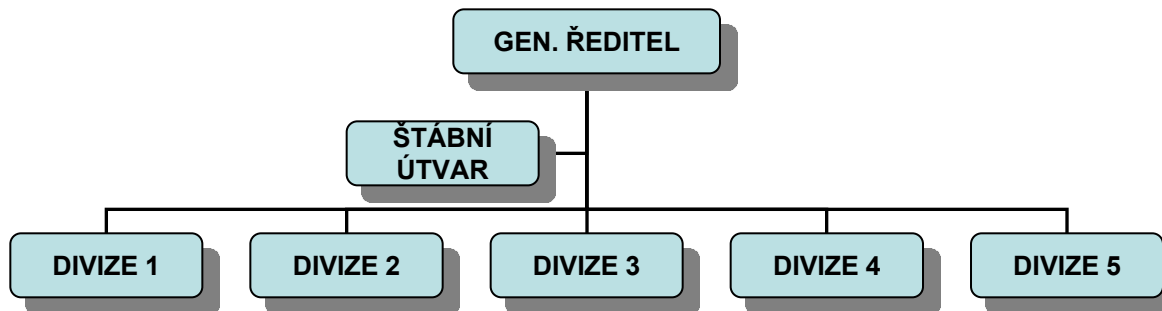 GEN. ŘEDITEL
ŠTÁBNÍ
ÚTVAR
DIVIZE 1
DIVIZE 2
DIVIZE 3
DIVIZE 4
DIVIZE 5